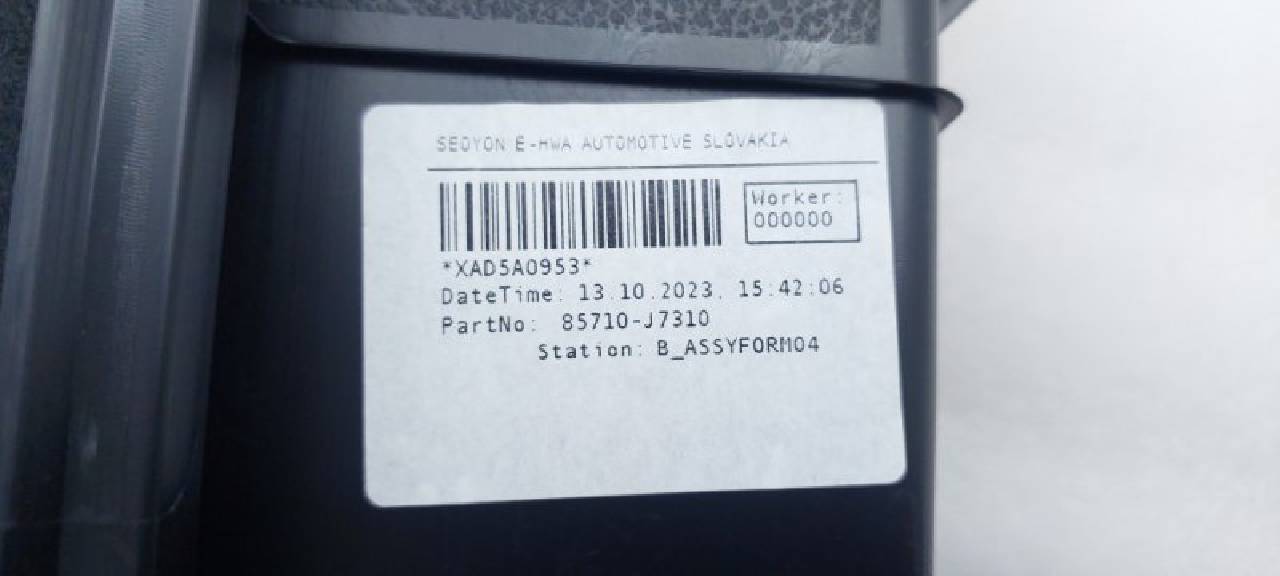 SEOYON E-HWA AUTOMOTIVE SLOVAKIA
Worker:
000000
*XAD5A0953*
DateTime: 13.10.2023. 15:42:06
PartNo: 85710-J7310
Station: B_ASSYFORM04